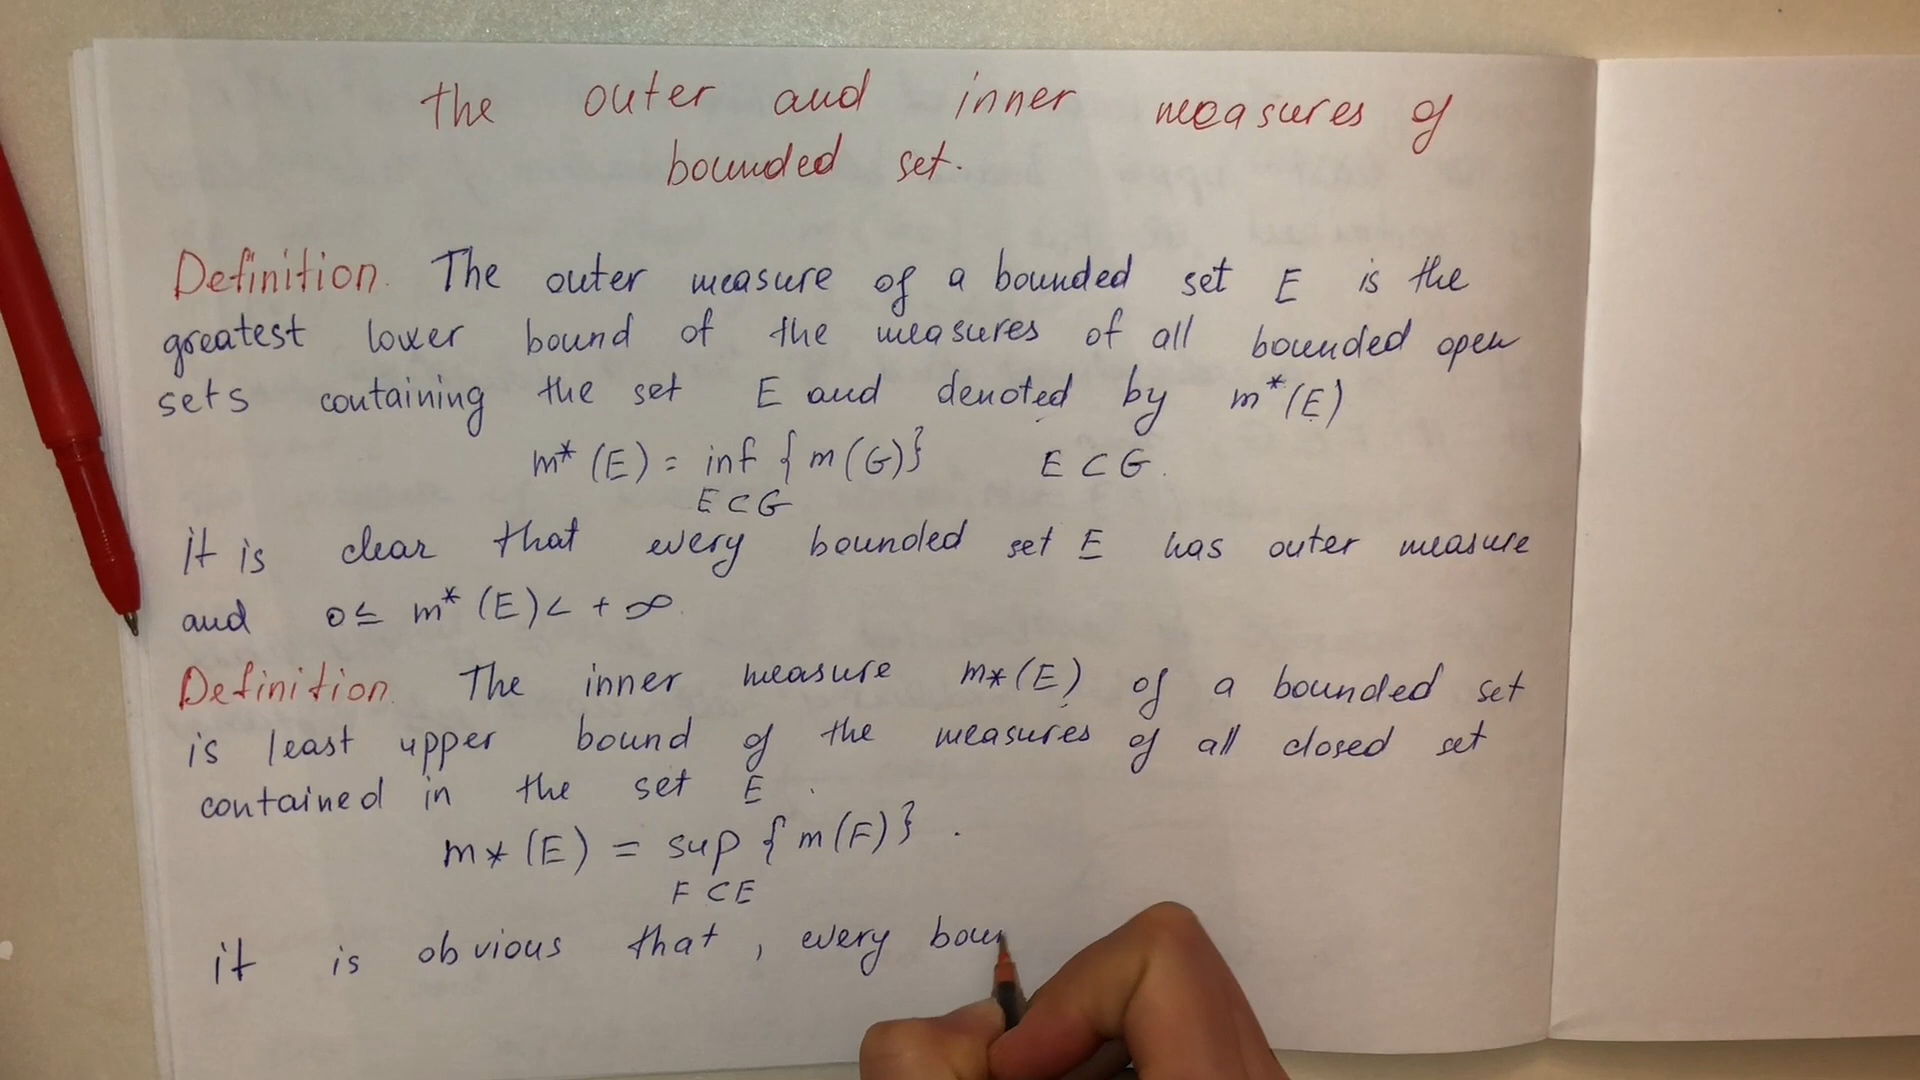 the outer and inner measures of
bounded set.
Definition. The outer measure of a bounded set E is the
greatest lower bound of the measures of all bounded open
sets containing the set E and denoted by m*(E)
m*(E) = inf {m(G)} E ⊂ G.
E ⊂ G
it is clear that every bounded set E has outer measure
and 0 ≤ m*(E) < + ∞.
Definition. The inner measure m*(E) of a bounded set
is least upper bound of the measures of all closed set
contained in the set E.
m*(E) = sup {m(F)}.
F ⊂ E
it is obvious that, every boun